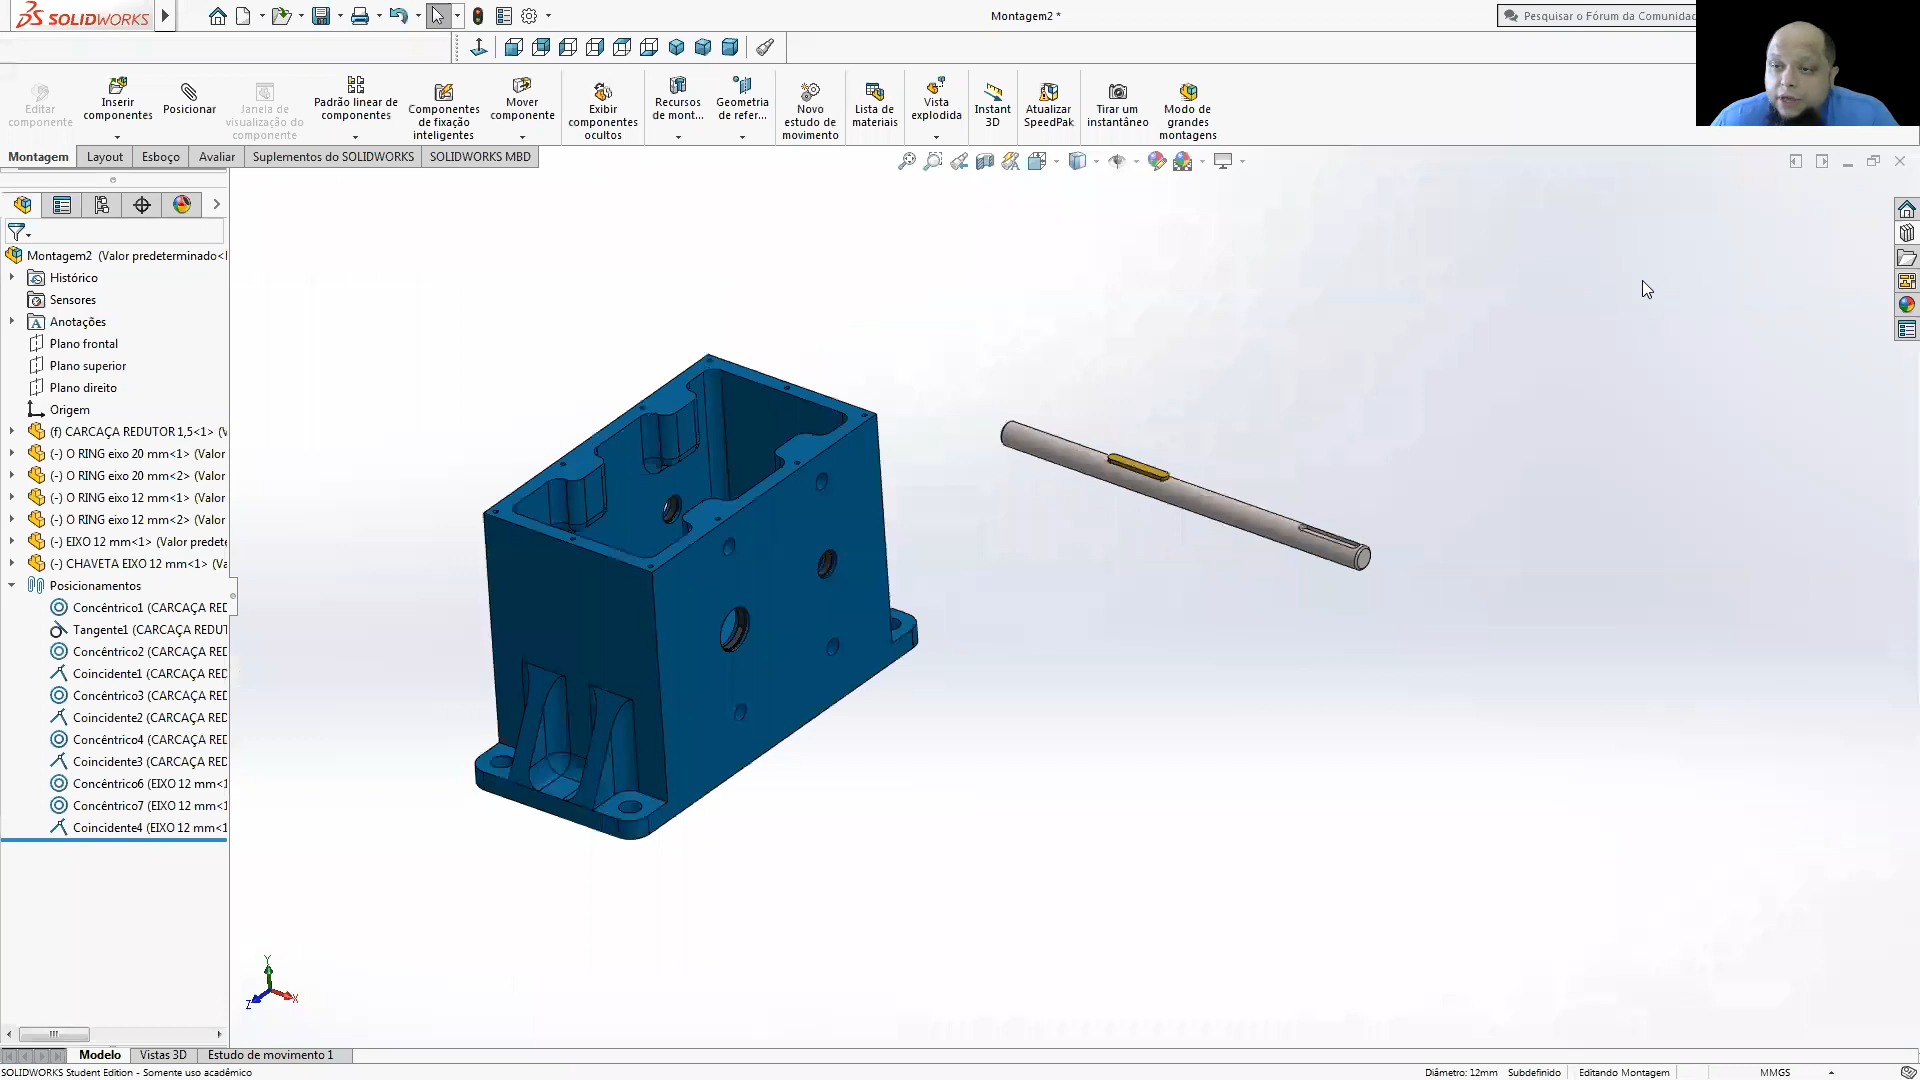 SOLIDWORKS
Montagem2 *
Pesquisar o Fórum da Comunidad
Editar componente
Inserir componentes
Posicionar
Janela de visualização do componente
Padrão linear de componentes
Componentes de fixação inteligentes
Mover componente
Exibir componentes ocultos
Recursos de mont...
Geometria de refer...
Novo estudo de movimento
Lista de materiais
Vista explodida
Instant 3D
Atualizar SpeedPak
Tirar um instantâneo
Modo de grandes montagens
Montagem
Layout
Esboço
Avaliar
Suplementos do SOLIDWORKS
SOLIDWORKS MBD
Montagem2 (Valor predeterminado<
Histórico
Sensores
Anotações
Plano frontal
Plano superior
Plano direito
Origem
(f) CARCAÇA REDUTOR 1,5<1> (V
(-) O RING eixo 20 mm<1> (Valor
(-) O RING eixo 20 mm<2> (Valor
(-) O RING eixo 12 mm<1> (Valor
(-) O RING eixo 12 mm<2> (Valor
(-) EIXO 12 mm<1> (Valor predete
(-) CHAVETA EIXO 12 mm<1> (Va
Posicionamentos
Concêntrico1 (CARCAÇA RED
Tangente1 (CARCAÇA REDUT
Concêntrico2 (CARCAÇA RED
Coincidente1 (CARCAÇA RED
Concêntrico3 (CARCAÇA RED
Coincidente2 (CARCAÇA RED
Concêntrico4 (CARCAÇA RED
Coincidente3 (CARCAÇA RED
Concêntrico6 (EIXO 12 mm<1
Concêntrico7 (EIXO 12 mm<1
Coincidente4 (EIXO 12 mm<1
Y
Z
X
Modelo
Vistas 3D
Estudo de movimento 1
SOLIDWORKS Student Edition - Somente uso acadêmico
Diâmetro: 12mm
Subdefinido
Editando Montagem
MMGS